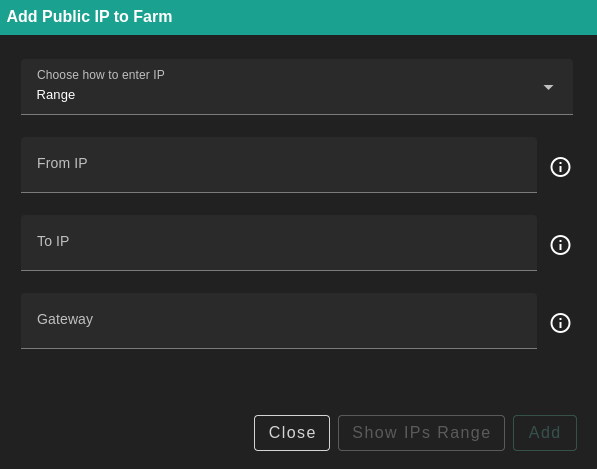 Add Public IP to Farm
Choose how to enter IP
Range
From IP
To IP
Gateway
Close
Show IPs Range
Add